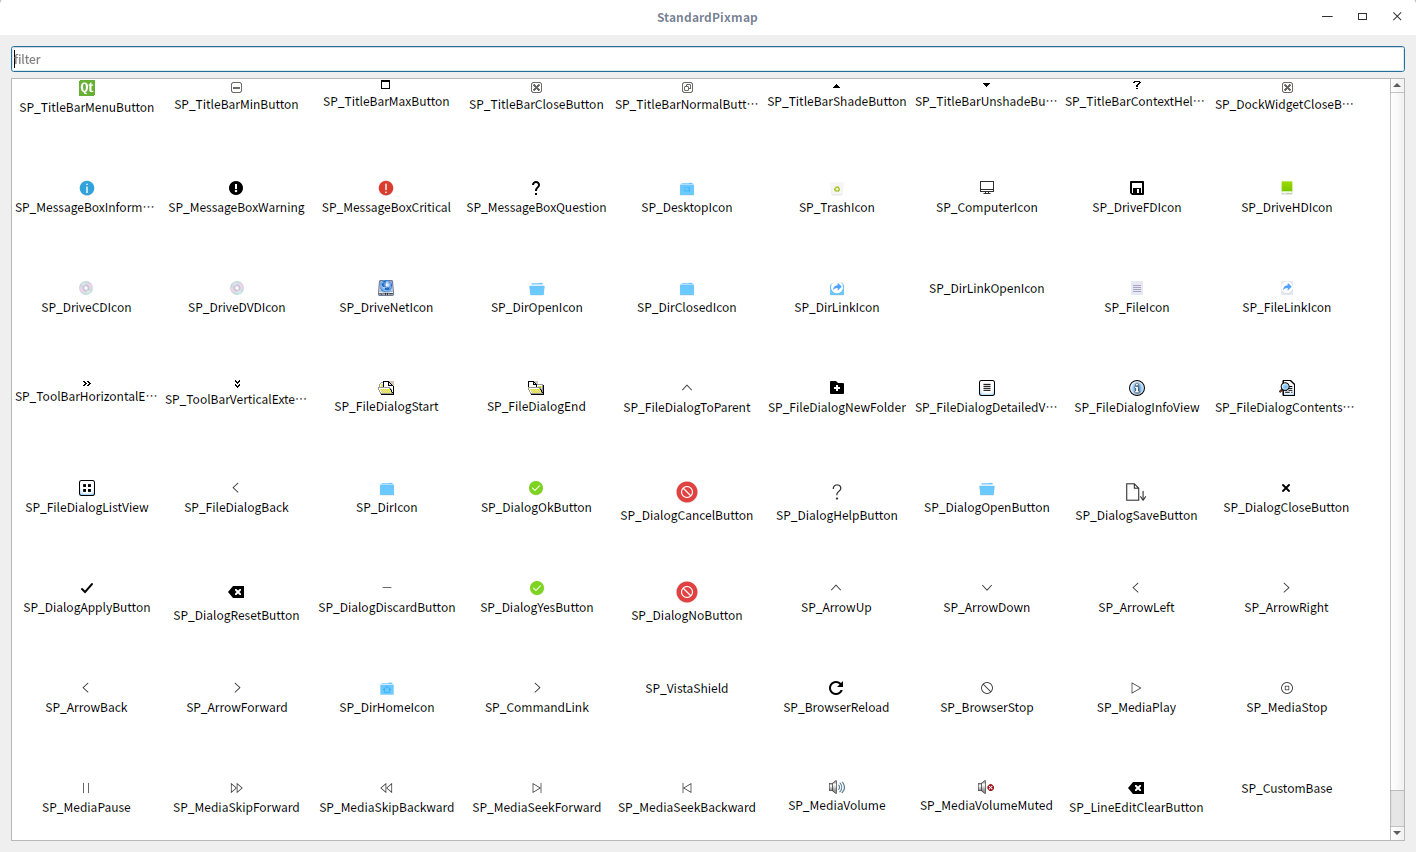 StandardPixmap
filter
Qt
SP_TitleBarMenuButton SP_TitleBarMinButton SP_TitleBarMaxButton SP_TitleBarCloseButton SP_TitleBarNormalButt··· SP_TitleBarShadeButton SP_TitleBarUnshadeBu··· SP_TitleBarContextHel··· SP_DockWidgetCloseB···
SP_MessageBoxInform··· SP_MessageBoxWarning SP_MessageBoxCritical SP_MessageBoxQuestion SP_DesktopIcon SP_TrashIcon SP_ComputerIcon SP_DriveFDIcon SP_DriveHDIcon
SP_DriveCDIcon SP_DriveDVDIcon SP_DriveNetIcon SP_DirOpenIcon SP_DirClosedIcon SP_DirLinkIcon SP_DirLinkOpenIcon SP_FileIcon SP_FileLinkIcon
SP_ToolBarHorizontalE··· SP_ToolBarVerticalExte··· SP_FileDialogStart SP_FileDialogEnd SP_FileDialogToParent SP_FileDialogNewFolder SP_FileDialogDetailedV··· SP_FileDialogInfoView SP_FileDialogContents···
SP_FileDialogListView SP_FileDialogBack SP_DirIcon SP_DialogOkButton SP_DialogCancelButton SP_DialogHelpButton SP_DialogOpenButton SP_DialogSaveButton SP_DialogCloseButton
SP_DialogApplyButton SP_DialogResetButton SP_DialogDiscardButton SP_DialogYesButton SP_DialogNoButton SP_ArrowUp SP_ArrowDown SP_ArrowLeft SP_ArrowRight
SP_ArrowBack SP_ArrowForward SP_DirHomeIcon SP_CommandLink SP_VistaShield SP_BrowserReload SP_BrowserStop SP_MediaPlay SP_MediaStop
SP_MediaPause SP_MediaSkipForward SP_MediaSkipBackward SP_MediaSeekForward SP_MediaSeekBackward SP_MediaVolume SP_MediaVolumeMuted SP_LineEditClearButton SP_CustomBase